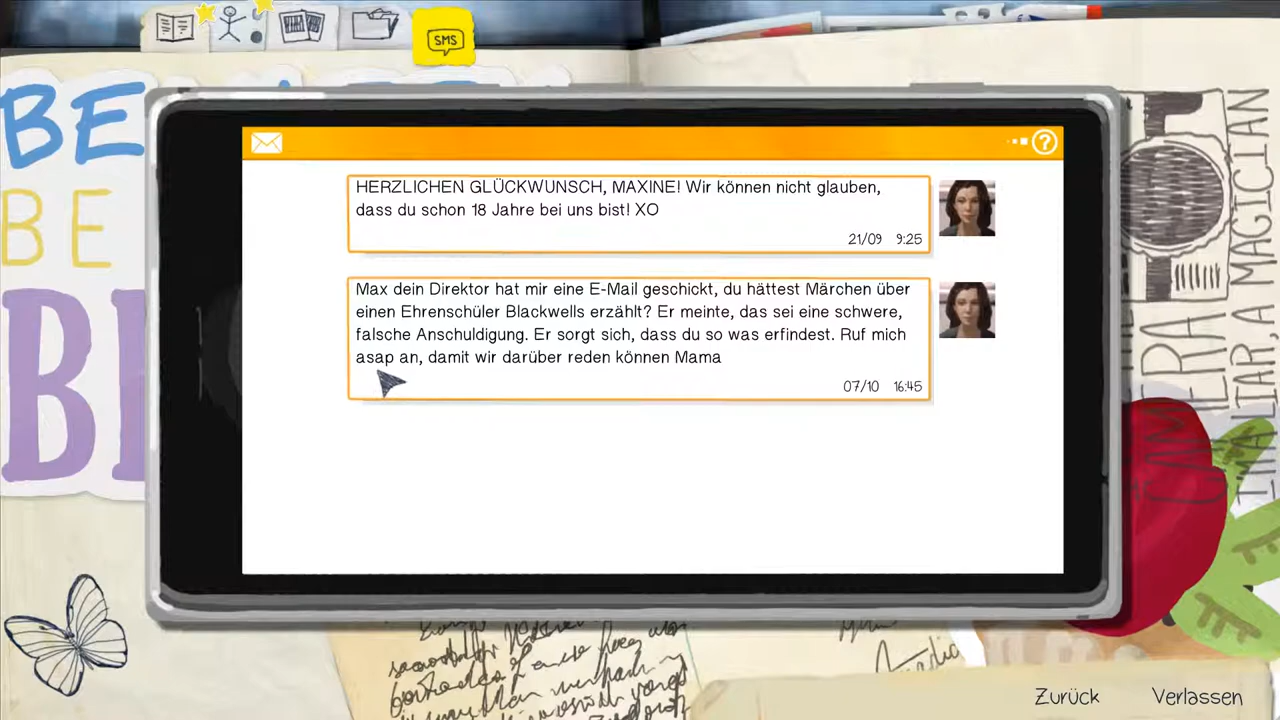 SMS
HERZLICHEN GLÜCKWUNSCH, MAXINE! Wir können nicht glauben,
dass du schon 18 Jahre bei uns bist! XO
21/09 9:25
Max dein Direktor hat mir eine E-Mail geschickt, du hättest Märchen über
einen Ehrenschüler Blackwells erzählt? Er meinte, das sei eine schwere,
falsche Anschuldigung. Er sorgt sich, dass du so was erfindest. Ruf mich
asap an, damit wir darüber reden können Mama
07/10 16:45
BE
BE
CAMERA
LIAR, A MAGICIAN
Zurück Verlassen